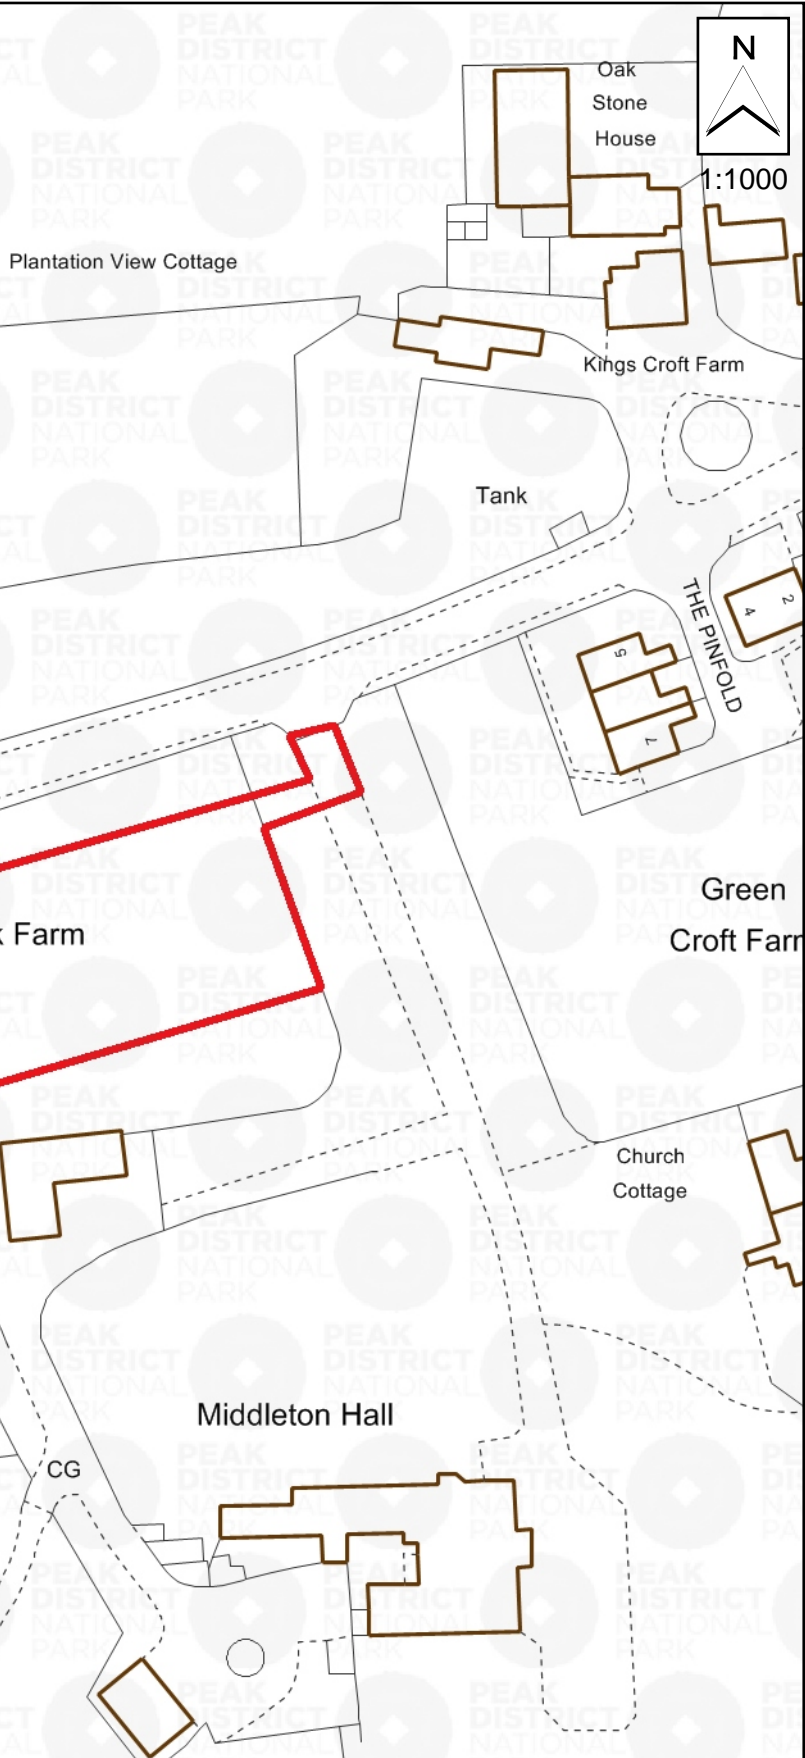 N
Oak
Stone
House
1:1000
Plantation View Cottage
Kings Croft Farm
Tank
THE PINFOLD
2
4
5
7
Green
Croft Farm
k Farm
Church
Cottage
Middleton Hall
CG
PEAK
DISTRICT
NATIONAL
PARK